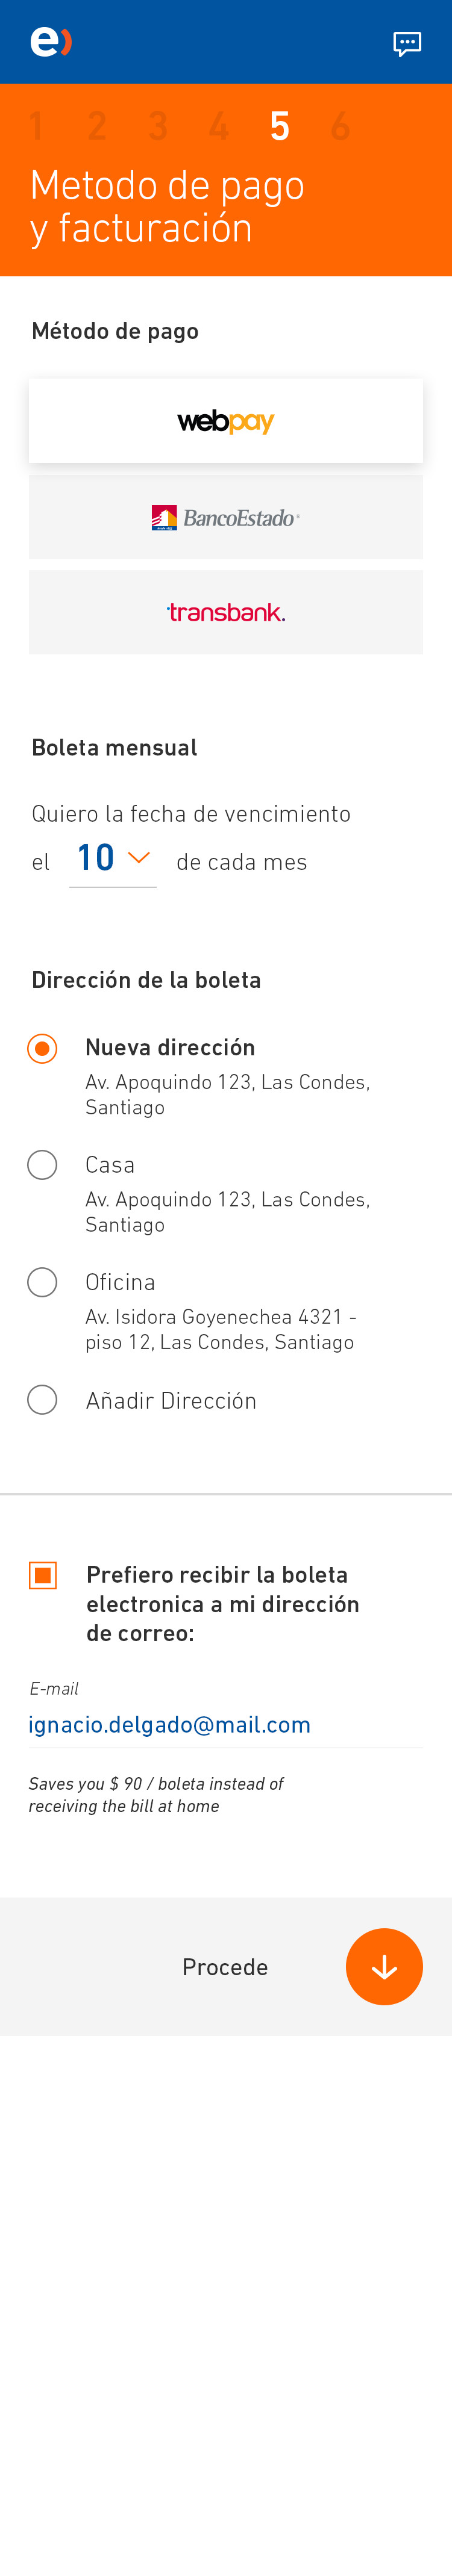 e)
1 2 3 4 5 6
Metodo de pago
y facturación
Método de pago
webpay
BancoEstado®
transbank.
Boleta mensual
Quiero la fecha de vencimiento
el 10 de cada mes
Dirección de la boleta
Nueva dirección
Av. Apoquindo 123, Las Condes,
Santiago
Casa
Av. Apoquindo 123, Las Condes,
Santiago
Oficina
Av. Isidora Goyenechea 4321 -
piso 12, Las Condes, Santiago
Añadir Dirección
Prefiero recibir la boleta
electronica a mi dirección
de correo:
E-mail
ignacio.delgado@mail.com
Saves you $ 90 / boleta instead of
receiving the bill at home
Procede